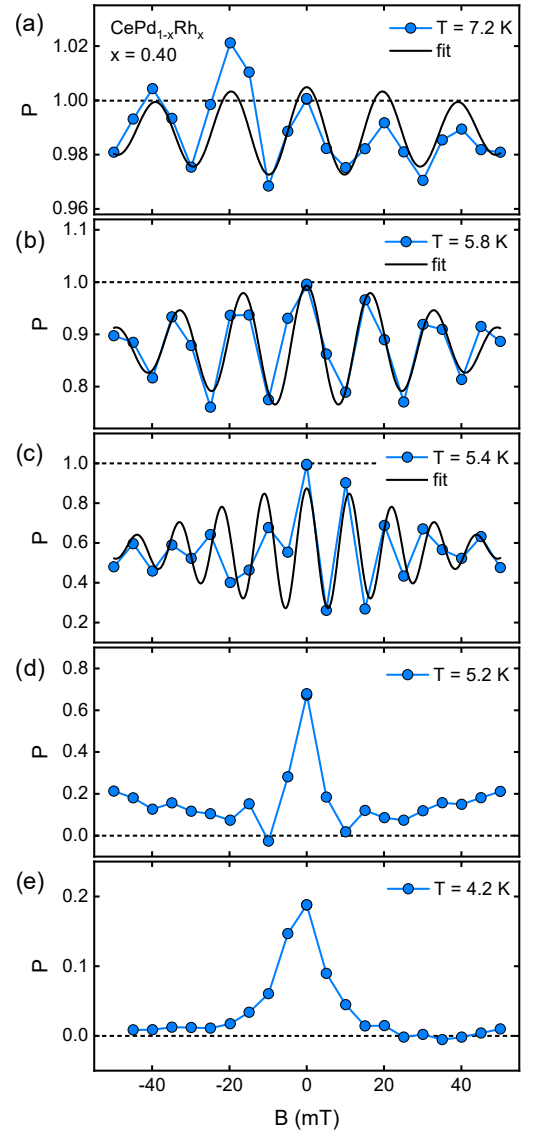 (a)
CePd1-xRhx
x = 0.40
T = 7.2 K
fit
1.02
1.00
0.98
0.96
P
(b)
T = 5.8 K
fit
1.1
1.0
0.9
0.8
P
(c)
T = 5.4 K
fit
1.0
0.8
0.6
0.4
0.2
P
(d)
T = 5.2 K
0.8
0.6
0.4
0.2
0.0
P
(e)
T = 4.2 K
0.2
0.1
0.0
P
-40 -20 0 20 40
B (mT)